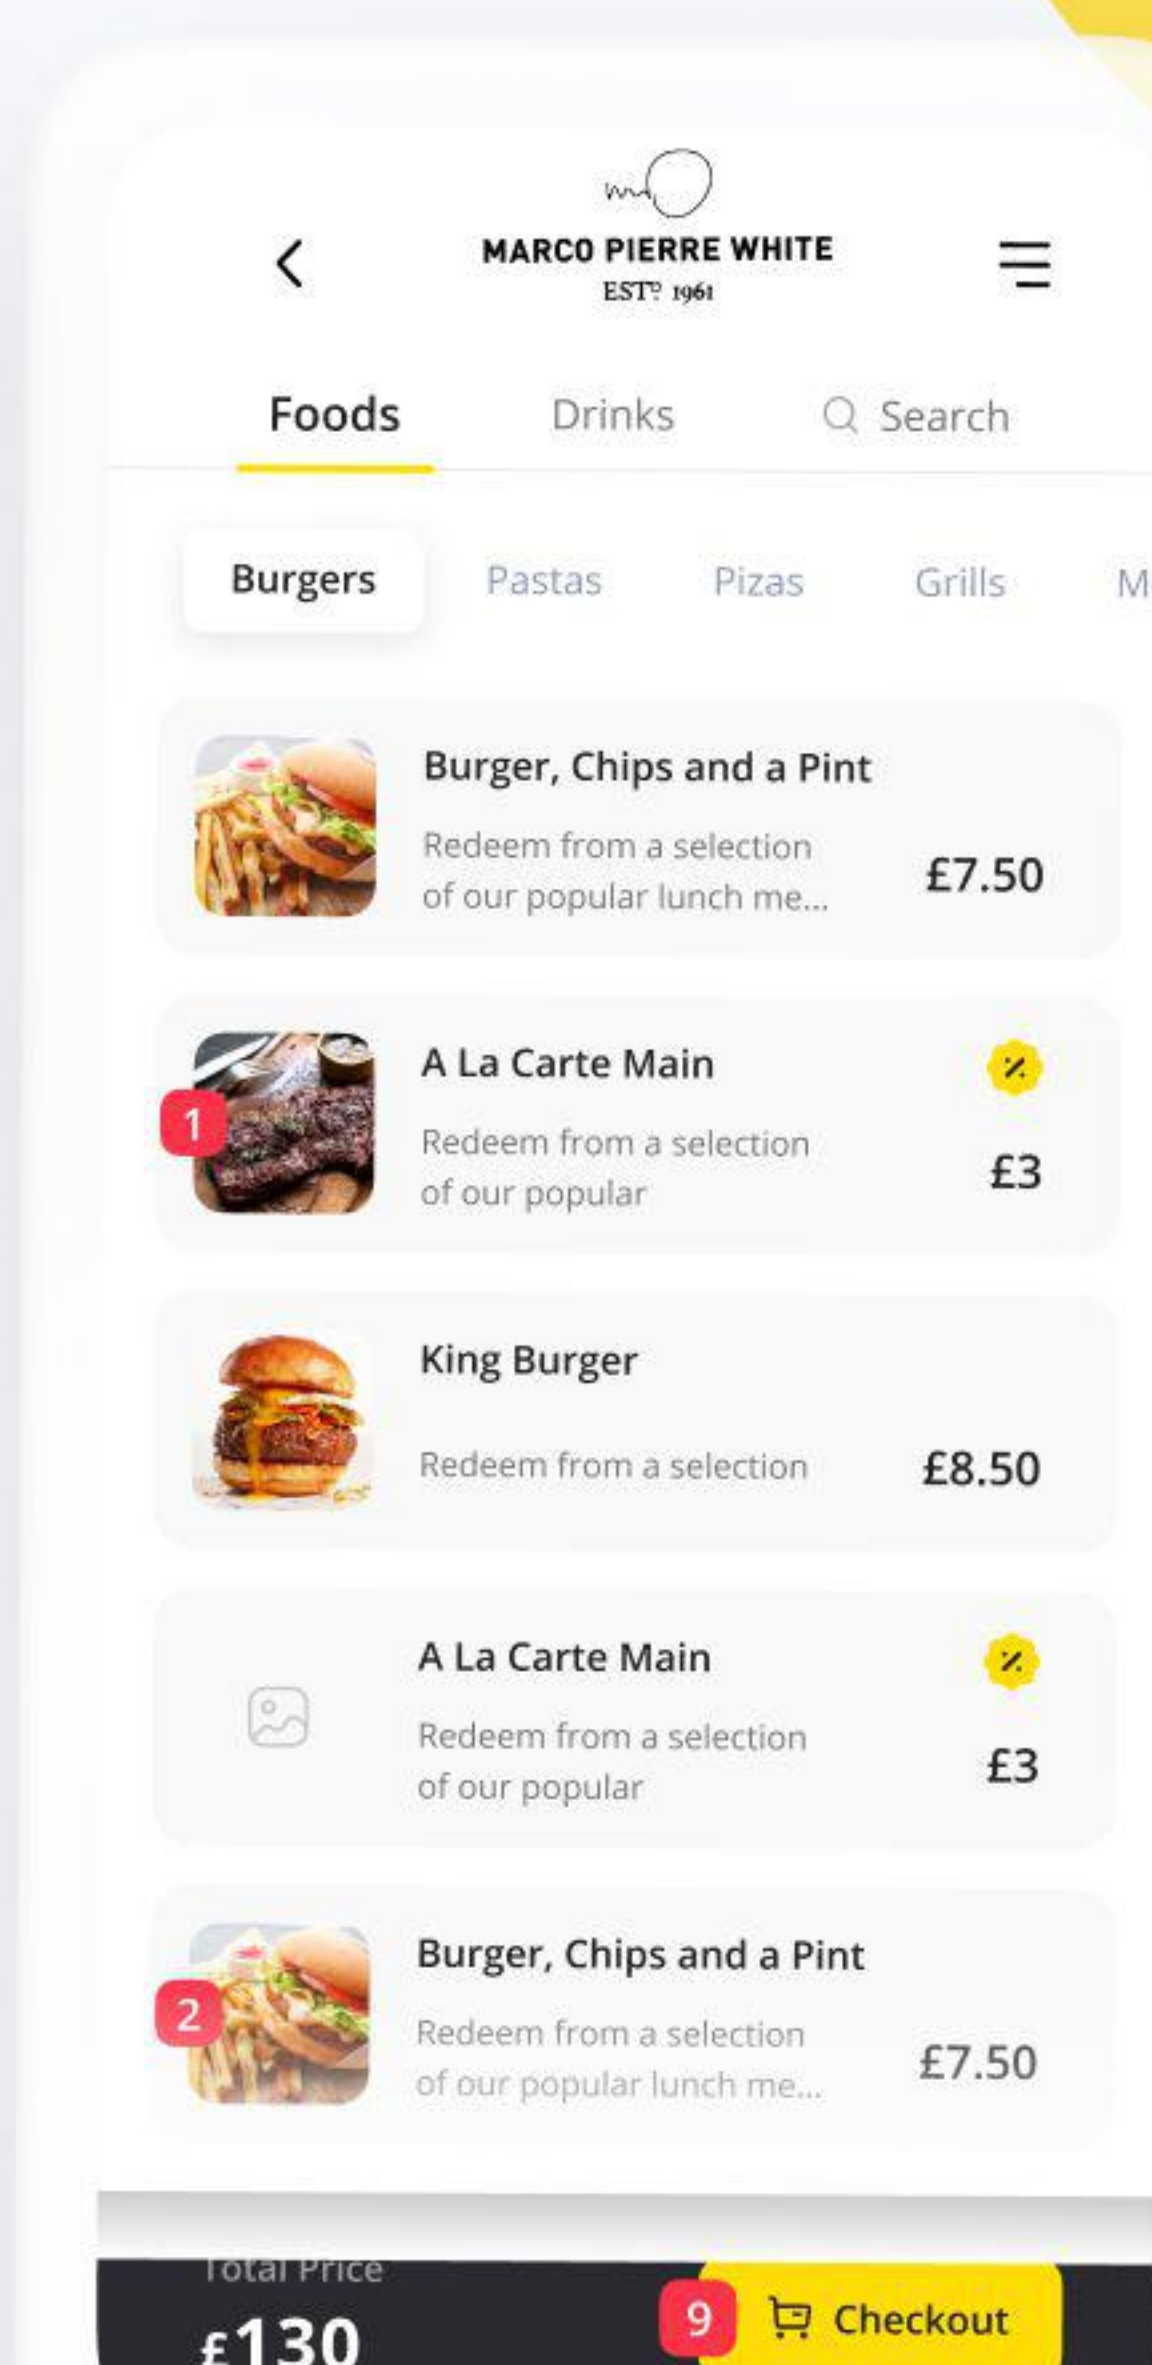 MARCO PIERRE WHITE
ESTD 1961
Foods Drinks Search
Burgers Pastas Pizas Grills M
Burger, Chips and a Pint
Redeem from a selection
of our popular lunch me...
£7.50
1
A La Carte Main
Redeem from a selection
of our popular
£3
King Burger
Redeem from a selection
£8.50
A La Carte Main
Redeem from a selection
of our popular
£3
2
Burger, Chips and a Pint
Redeem from a selection
of our popular lunch me...
£7.50
Total Price
£130
9 Checkout